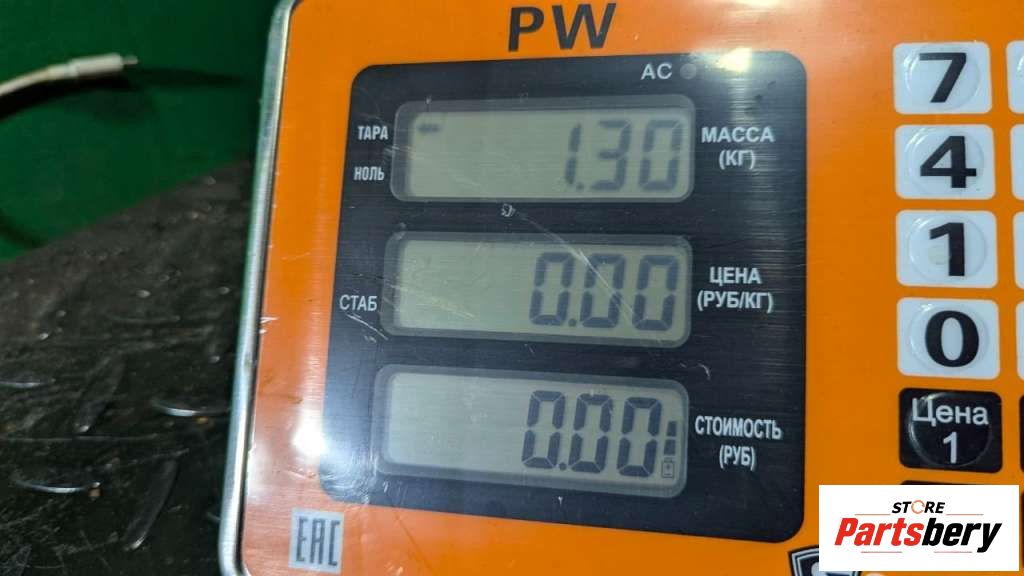 PW
AC
ТАРА
НОЛЬ
1.30
МАССА
(КГ)
СТАБ
0.00
ЦЕНА
(РУБ/КГ)
0.00
СТОИМОСТЬ
(РУБ)
EAC
7
4
1
0
Цена
1
STORE
Partsbery